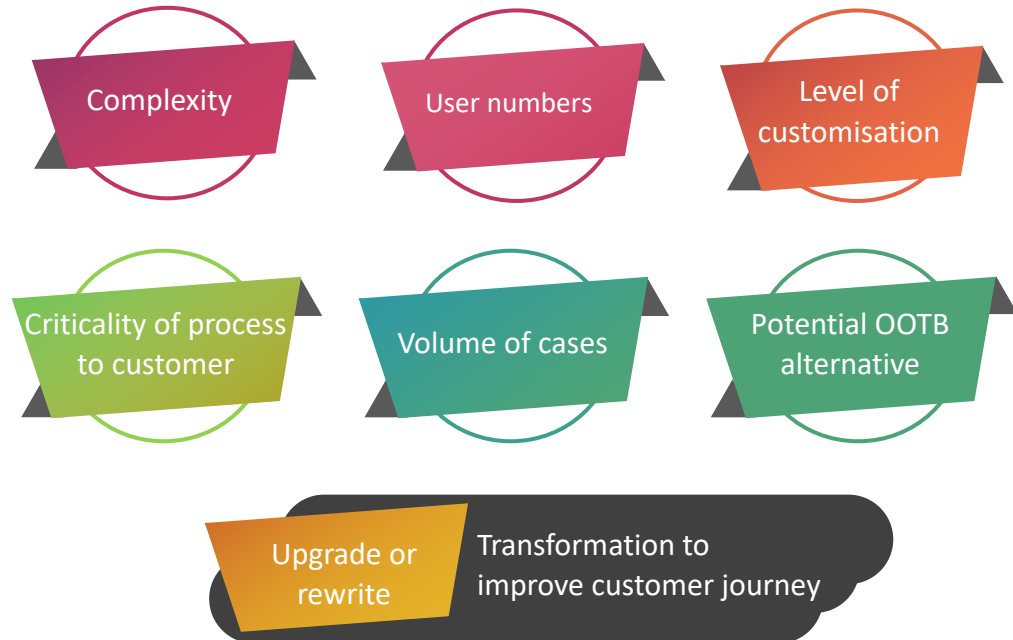 Complexity
User numbers
Level of
customisation
Criticality of process
to customer
Volume of cases
Potential OOTB
alternative
Upgrade or
rewrite
Transformation to
improve customer journey